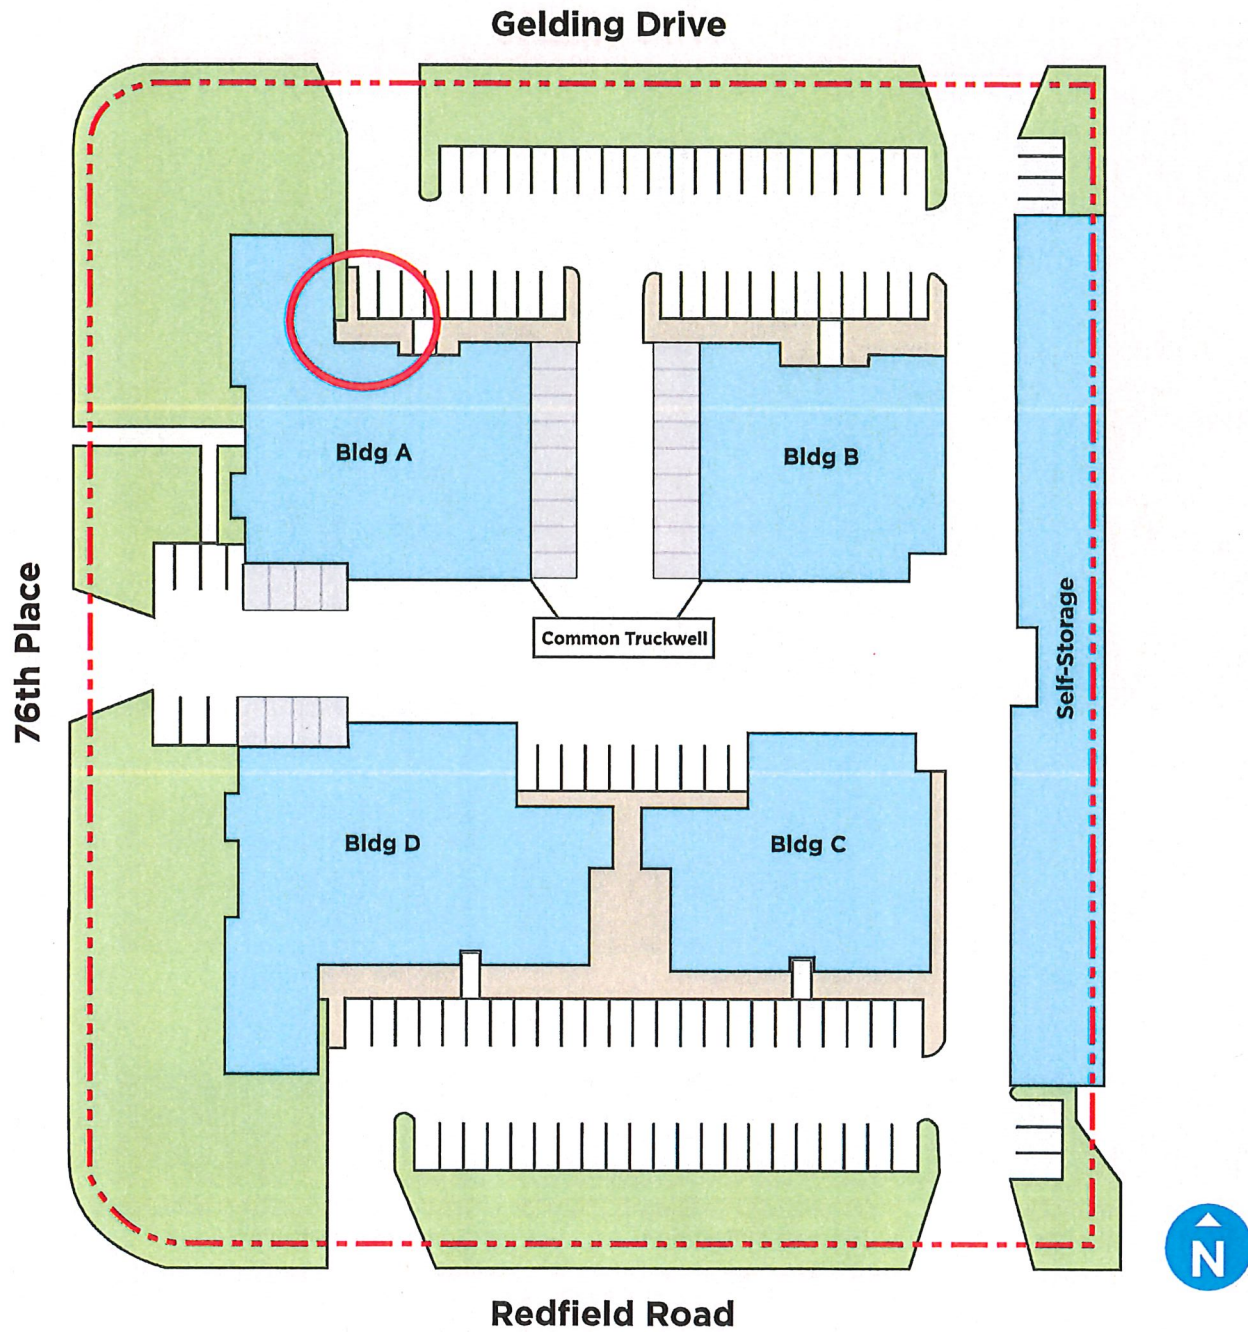 Gelding Drive
Bldg A
Bldg B
76th Place
Common Truckwell
Self-Storage
Bldg D
Bldg C
N
Redfield Road